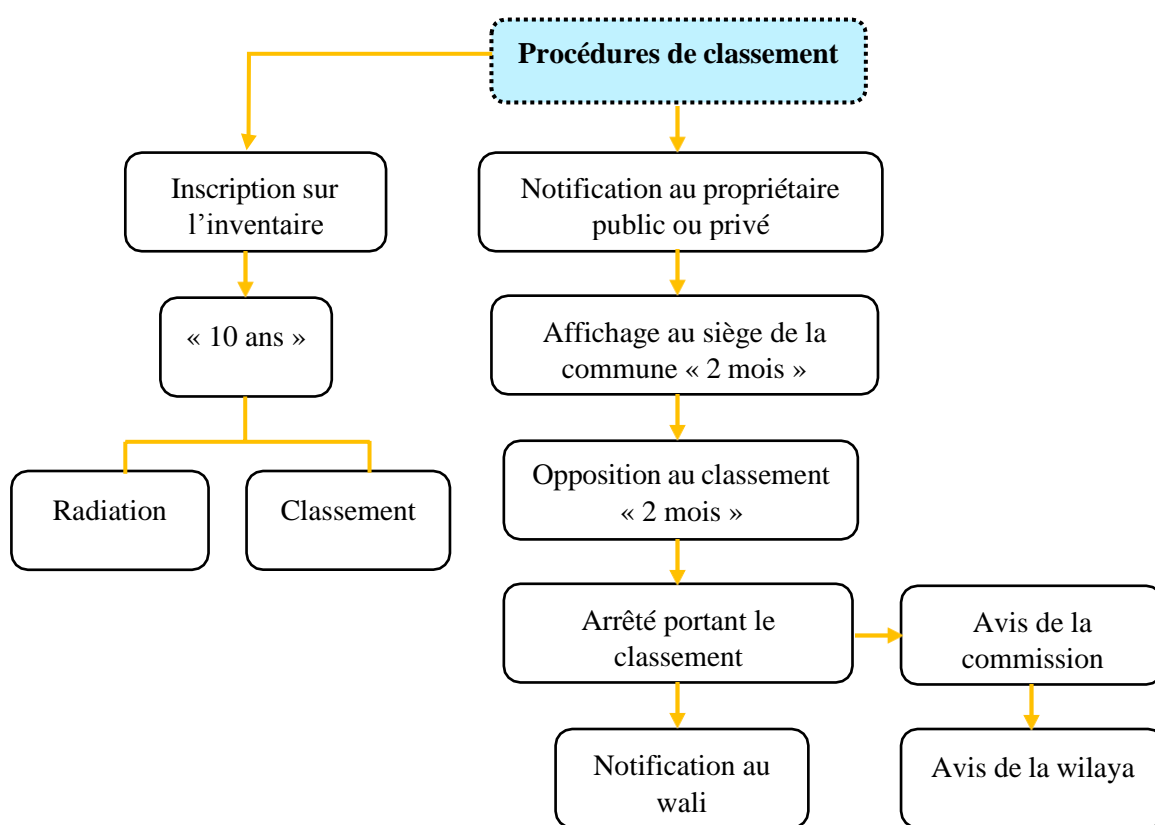 Procédures de classement
Inscription sur
l’inventaire
Notification au propriétaire
public ou privé
« 10 ans »
Affichage au siège de la
commune « 2 mois »
Radiation
Classement
Opposition au classement
« 2 mois »
Arrêté portant le
classement
Avis de la
commission
Notification au
wali
Avis de la wilaya